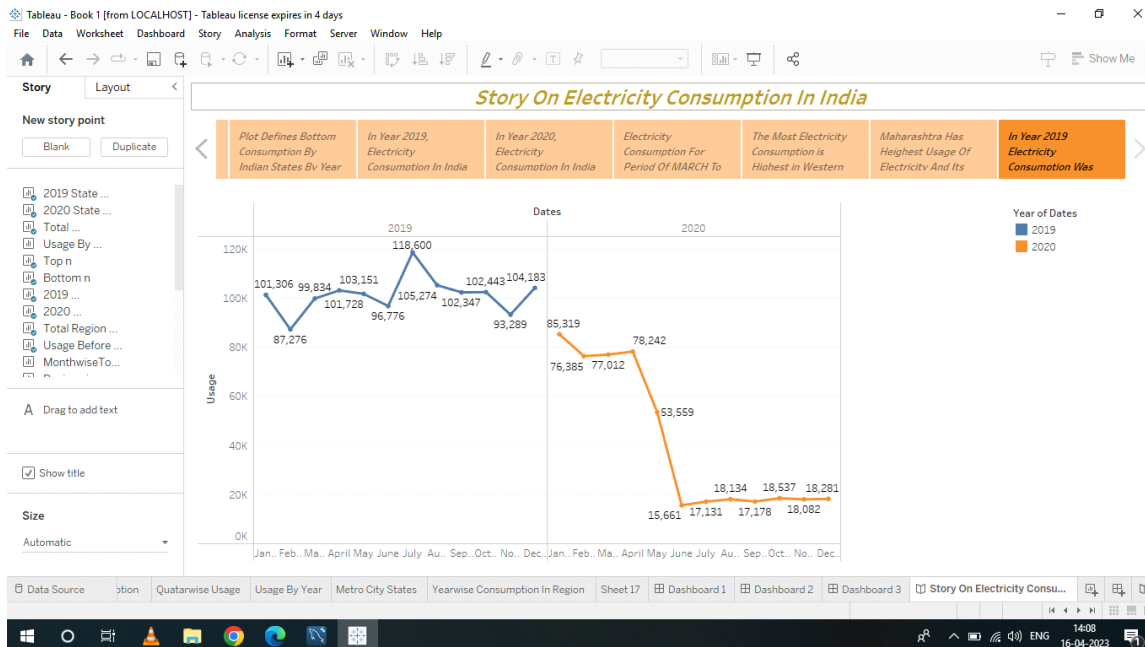 Tableau - Book 1 [from LOCALHOST] - Tableau license expires in 4 days
File Data Worksheet Dashboard Story Analysis Format Server Window Help
Show Me
Story Layout
New story point
Blank Duplicate
2019 State ...
2020 State ...
Total ...
Usage By ...
Top n
Bottom n
2019 ...
2020 ...
Total Region ...
Usage Before ...
MonthwiseTo...
A Drag to add text
Show title
Size
Automatic
Story On Electricity Consumption In India
Plot Defines Bottom
Consumption By
Indian States By Year
In Year 2019,
Electricity
Consumption In India
In Year 2020,
Electricity
Consumption In India
Electricity
Consumption For
Period Of MARCH To
The Most Electricity
Consumption is
Highest in Western
Maharashtra Has
Heighest Usage Of
Electricity And Its
In Year 2019
Electricity
Consumption Was
Dates
2019 2020
Usage
120K
100K
80K
60K
40K
20K
0K
101,306
87,276
99,834
103,151
101,728
96,776
118,600
105,274
102,347
102,443
93,289
104,183
85,319
76,385
77,012
78,242
53,559
15,661
17,131
18,134
17,178
18,537
18,082
18,281
Jan.. Feb.. Ma.. April May June July Au.. Sep.. Oct.. No.. Dec.. Jan.. Feb.. Ma.. April May June July Au.. Sep.. Oct.. No.. Dec..
Year of Dates
2019
2020
Data Source ption Quatarwise Usage Usage By Year Metro City States Yearwise Consumption In Region Sheet 17 Dashboard 1 Dashboard 2 Dashboard 3 Story On Electricity Consu...
ENG
14:08
16-04-2023
1